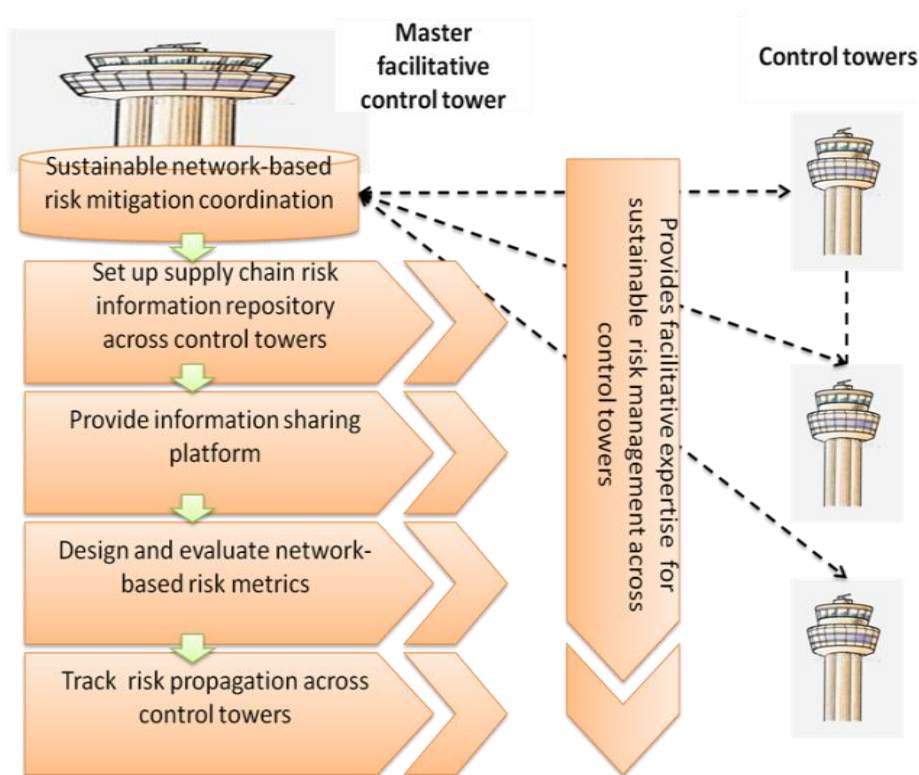 Master
facilitative
control tower
Control towers
Sustainable network-based
risk mitigation coordination
Set up supply chain risk
information repository
across control towers
Provide information sharing
platform
Design and evaluate network-
based risk metrics
Track risk propagation across
control towers
Provides facilitative expertise for
sustainable risk management across
control towers